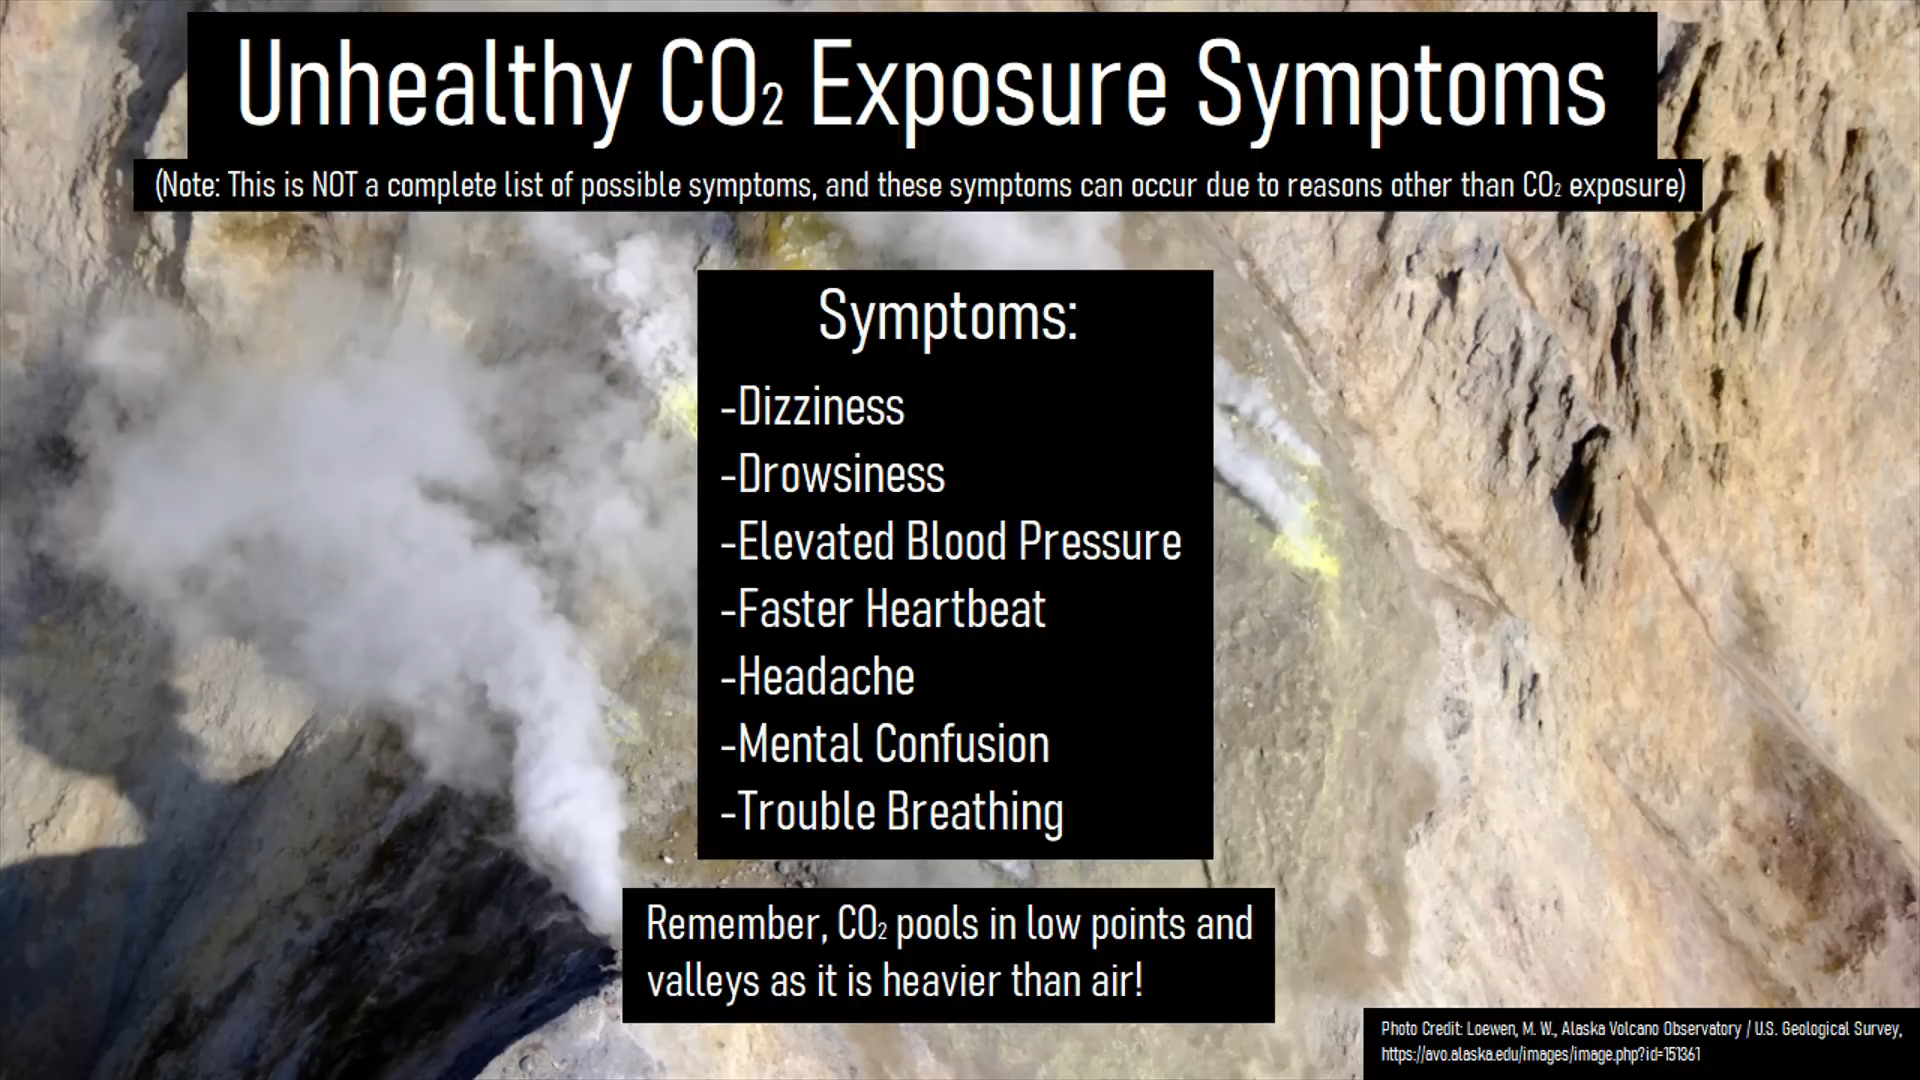 Unhealthy CO₂ Exposure Symptoms
(Note: This is NOT a complete list of possible symptoms, and these symptoms can occur due to reasons other than CO₂ exposure)
Symptoms:
-Dizziness
-Drowsiness
-Elevated Blood Pressure
-Faster Heartbeat
-Headache
-Mental Confusion
-Trouble Breathing
Remember, CO₂ pools in low points and
valleys as it is heavier than air!
Photo Credit: Loewen, M. W., Alaska Volcano Observatory / U.S. Geological Survey,
https://avo.alaska.edu/images/image.php?id=151361